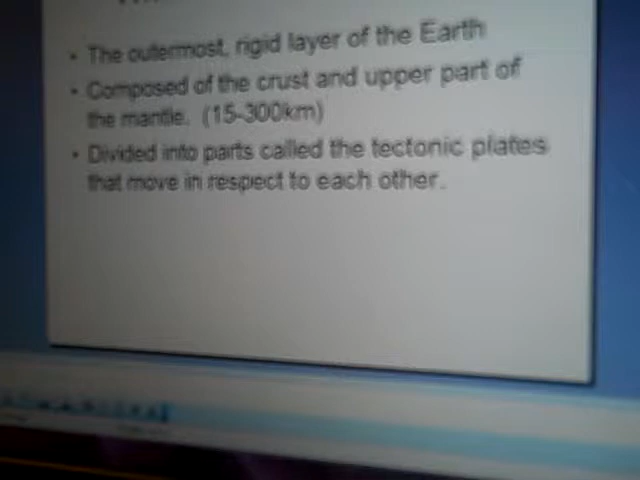 • The outermost, rigid layer of the Earth
• Composed of the crust and upper part of
the mantle. (15-300km)
• Divided into parts called the tectonic plates
that move in respect to each other.